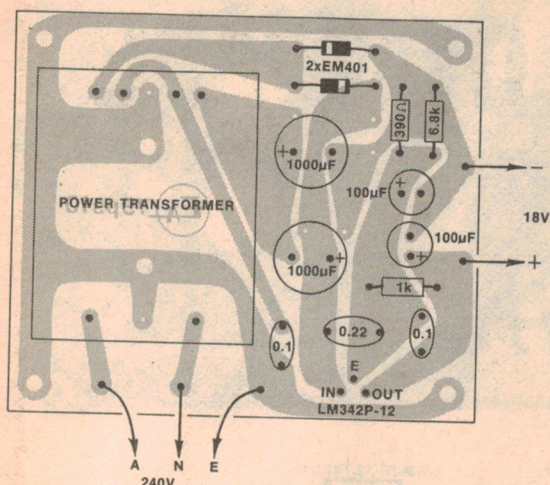 2xEM401
390Ω
6.8k
+
1000μF
−
100μF
+
POWER TRANSFORMER
18V
100μF
+
1000μF
+
+
1k
0.1
0.22
0.1
E
IN
OUT
LM342P-12
A N E
240V